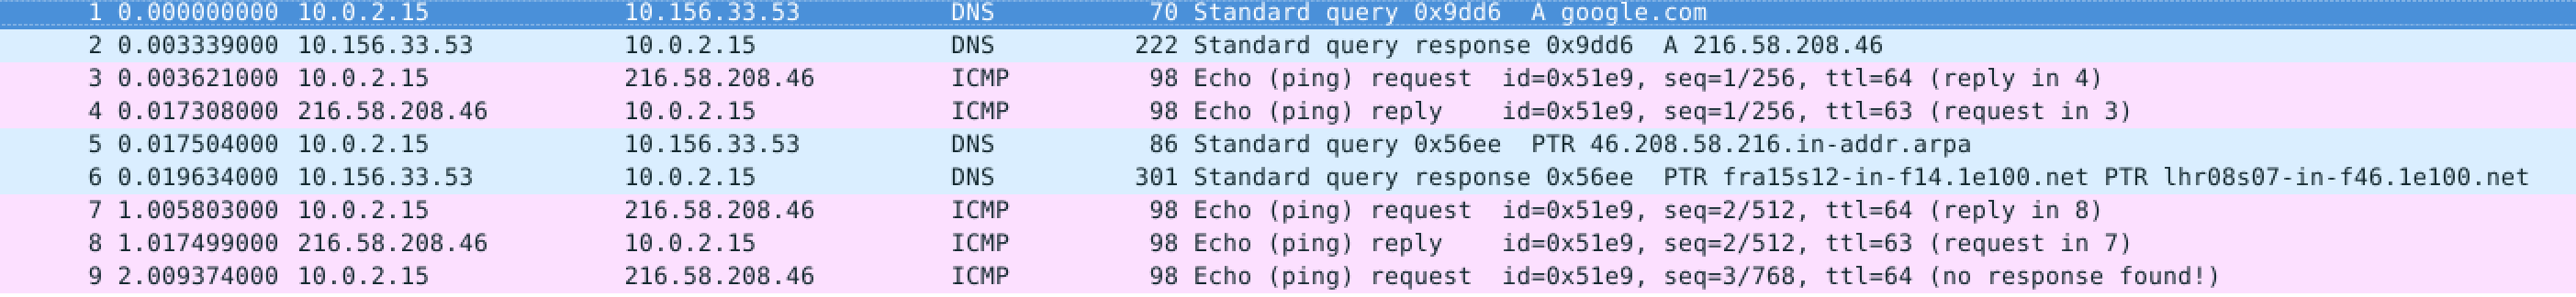 1 0.000000000 10.0.2.15 10.156.33.53 DNS 70 Standard query 0x9dd6 A google.com
2 0.003339000 10.156.33.53 10.0.2.15 DNS 222 Standard query response 0x9dd6 A 216.58.208.46
3 0.003621000 10.0.2.15 216.58.208.46 ICMP 98 Echo (ping) request id=0x51e9, seq=1/256, ttl=64 (reply in 4)
4 0.017308000 216.58.208.46 10.0.2.15 ICMP 98 Echo (ping) reply id=0x51e9, seq=1/256, ttl=63 (request in 3)
5 0.017504000 10.0.2.15 10.156.33.53 DNS 86 Standard query 0x56ee PTR 46.208.58.216.in-addr.arpa
6 0.019634000 10.156.33.53 10.0.2.15 DNS 301 Standard query response 0x56ee PTR fra15s12-in-f14.1e100.net PTR lhr08s07-in-f46.1e100.net
7 1.005803000 10.0.2.15 216.58.208.46 ICMP 98 Echo (ping) request id=0x51e9, seq=2/512, ttl=64 (reply in 8)
8 1.017499000 216.58.208.46 10.0.2.15 ICMP 98 Echo (ping) reply id=0x51e9, seq=2/512, ttl=63 (request in 7)
9 2.009374000 10.0.2.15 216.58.208.46 ICMP 98 Echo (ping) request id=0x51e9, seq=3/768, ttl=64 (no response found!)